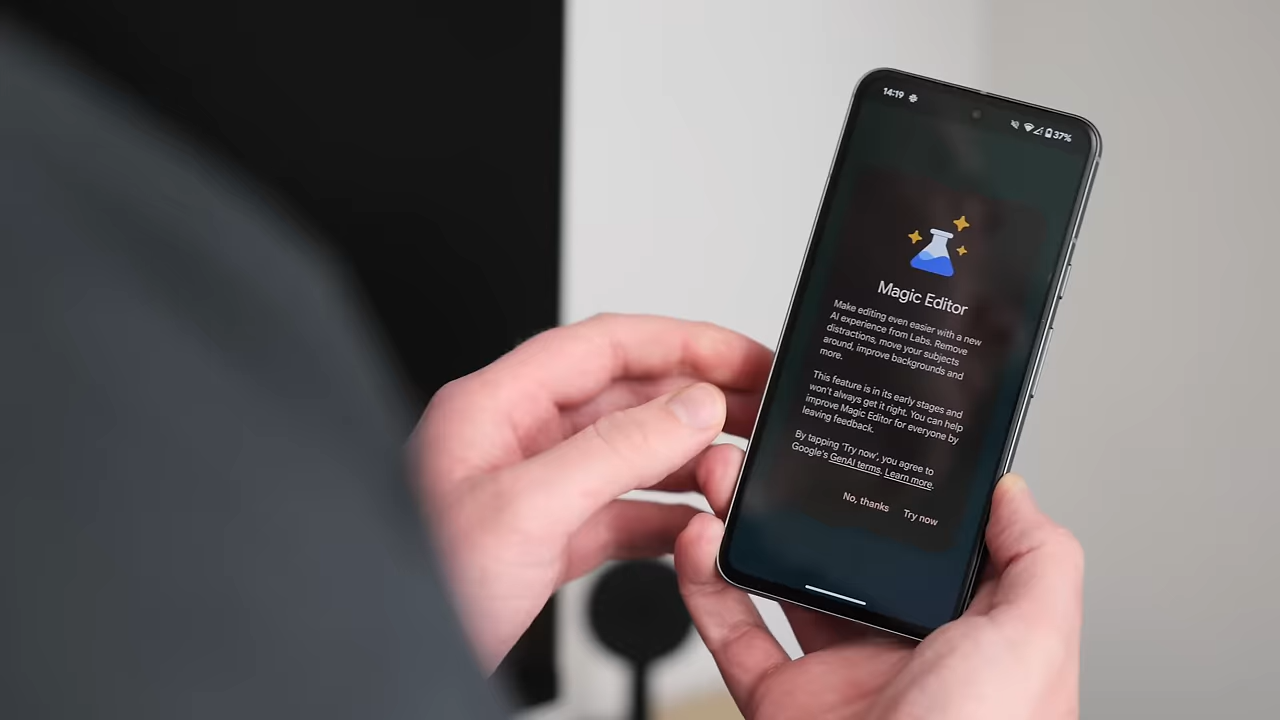 14:19
37%
Magic Editor
Make editing even easier with a new
AI experience from Labs. Remove
distractions, move your subjects
around, improve backgrounds and
more.
This feature is in its early stages and
won't always get it right. You can help
improve Magic Editor for everyone by
leaving feedback.
By tapping 'Try now', you agree to
Google's GenAI terms. Learn more.
No, thanks Try now